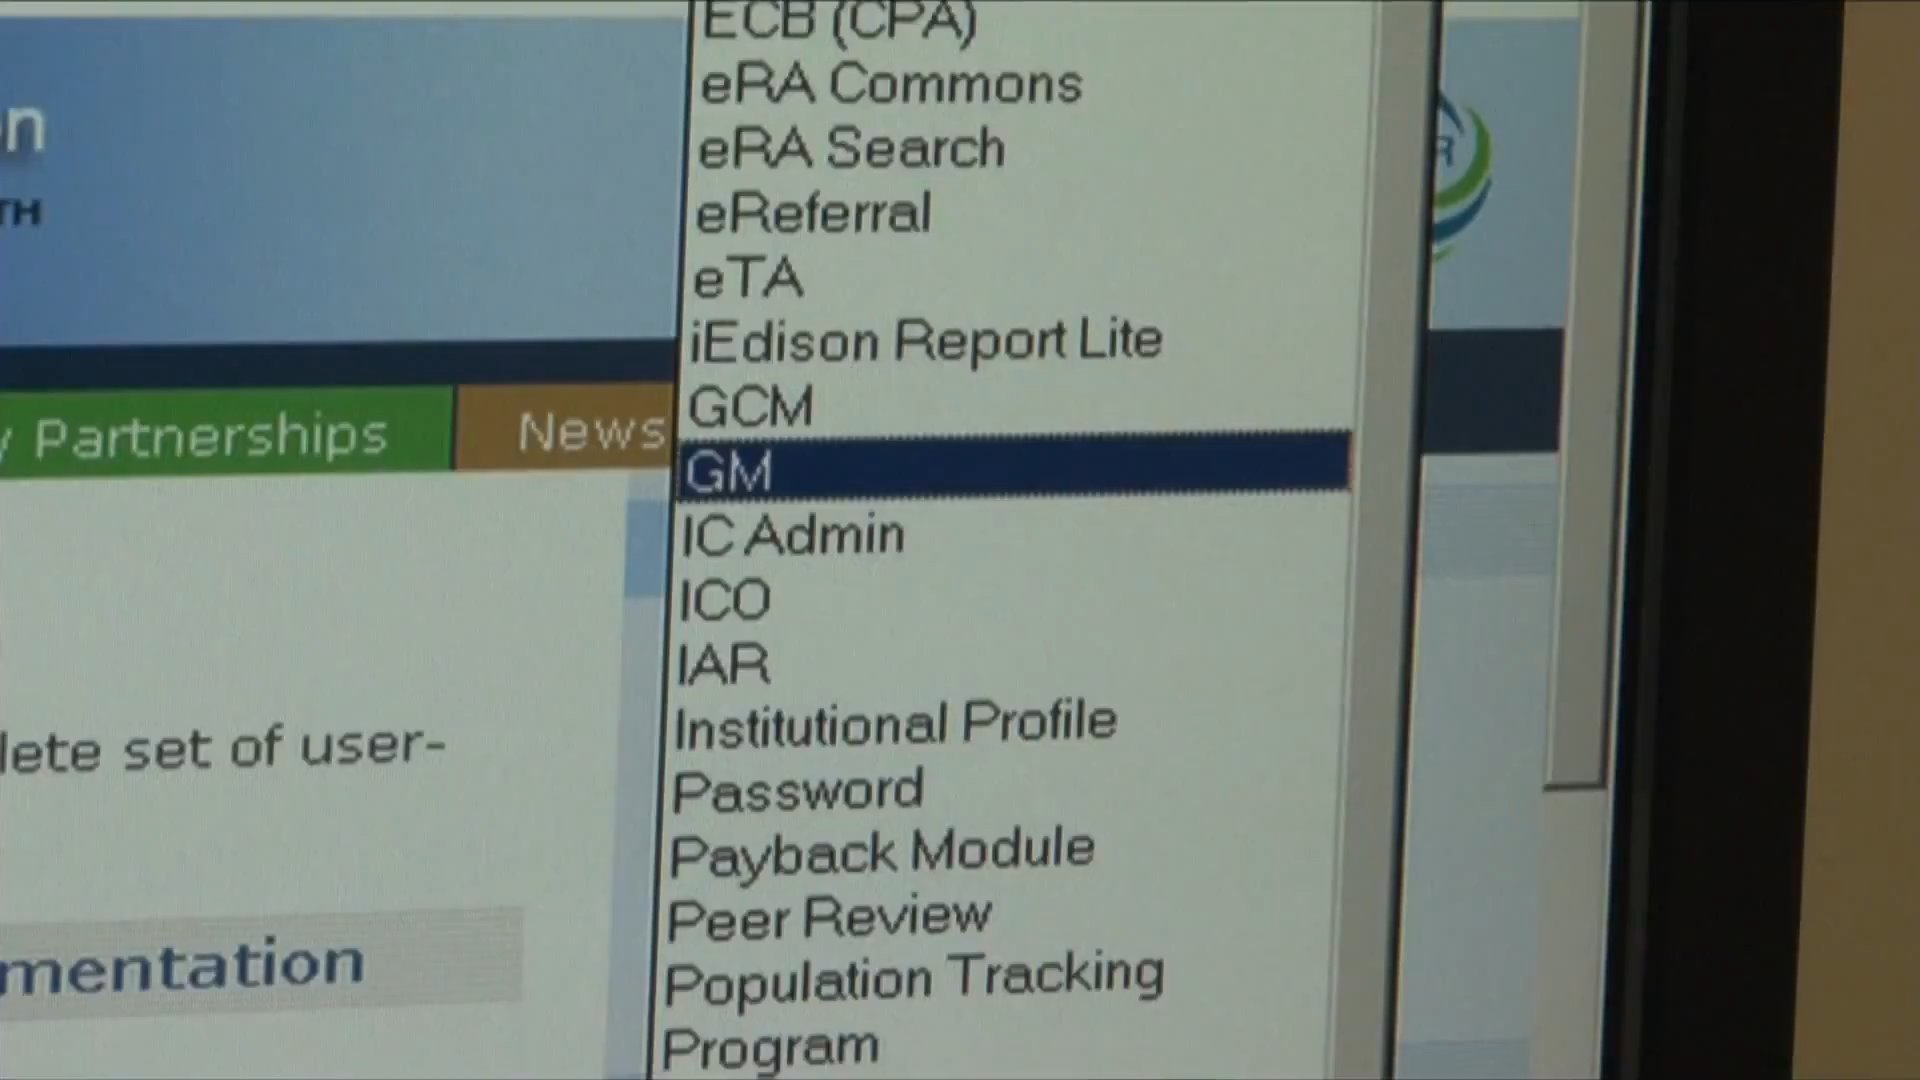 n
TH
ECB (CPA)
eRA Commons
eRA Search
eReferral
eTA
iEdison Report Lite
GCM
GM
IC Admin
ICO
IAR
Institutional Profile
Password
Payback Module
Peer Review
Population Tracking
Program
R
y Partnerships
News
lete set of user-
mentation